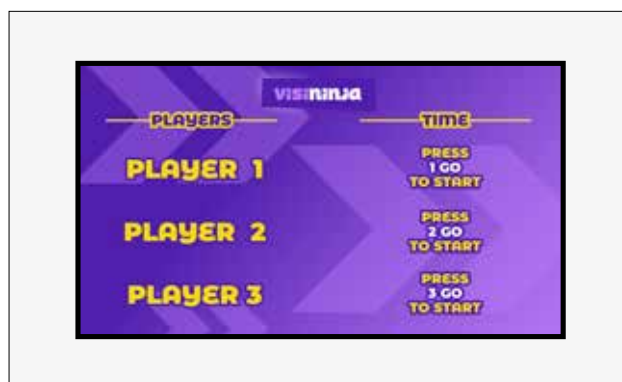 visininja
PLAYERS TIME
PLAYER 1
PRESS
1 GO
TO START
PLAYER 2
PRESS
2 GO
TO START
PLAYER 3
PRESS
3 GO
TO START